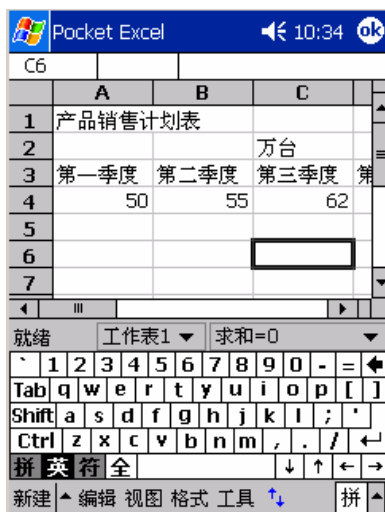 Pocket Excel 10:34 ok
C6
A B C
1 产品销售计划表
2 万台
3 第一季度 第二季度 第三季度 第
4 50 55 62
5
6
7
就绪 工作表1 求和=0
` 1 2 3 4 5 6 7 8 9 0 - =
Tab q w e r t y u i o p [ ]
Shift a s d f g h j k l ; '
Ctrl z x c v b n m , . /
拼 英 符 全
新建 编辑 视图 格式 工具 拼